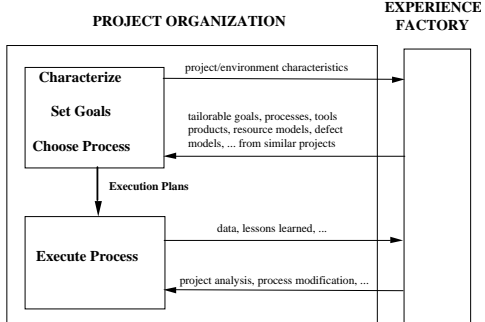 PROJECT ORGANIZATION
EXPERIENCE
FACTORY
Characterize
Set Goals
Choose Process
project/environment characteristics
tailorable goals, processes, tools
products, resource models, defect
models, ... from similar projects
Execution Plans
Execute Process
data, lessons learned, ...
project analysis, process modification, ...